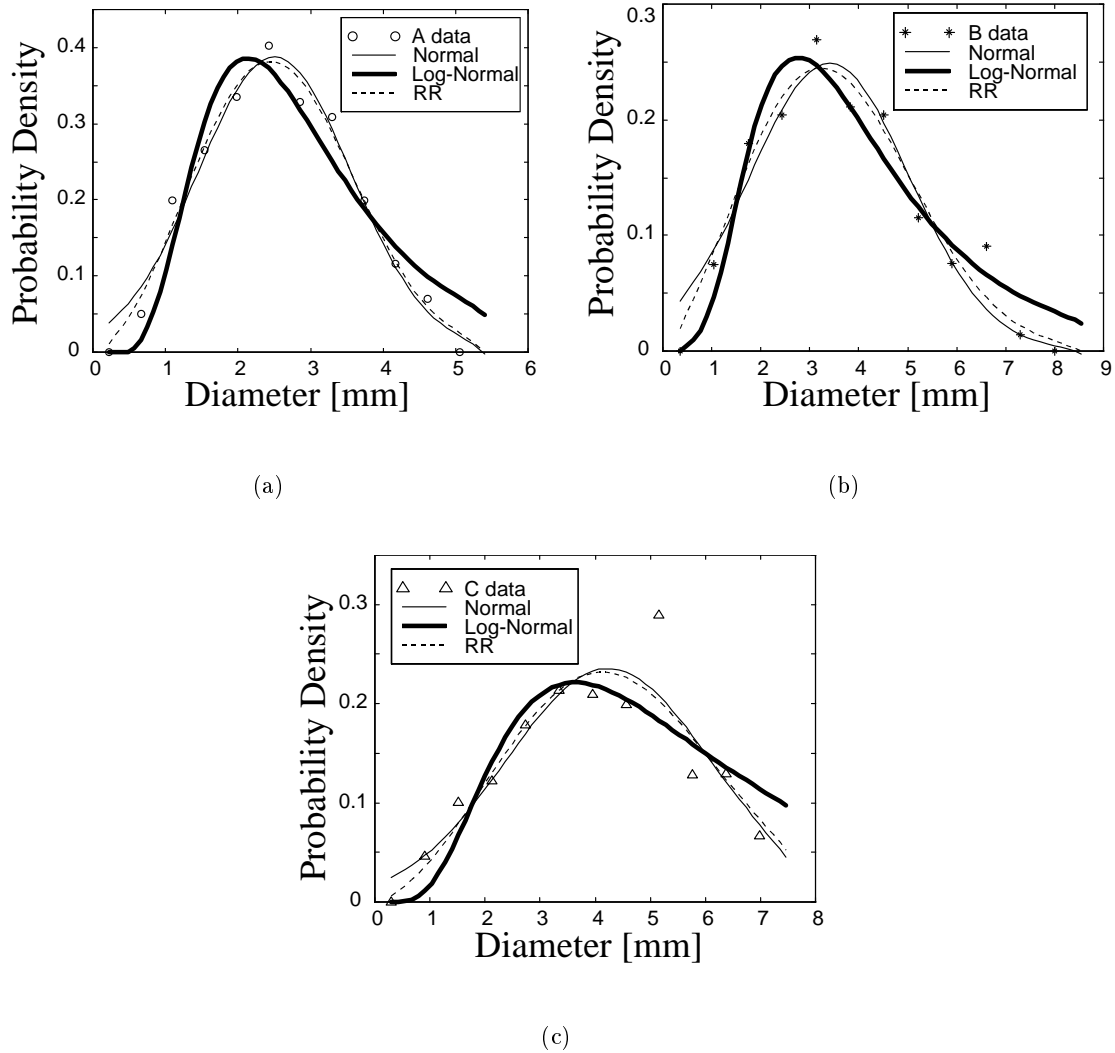 Probability Density
0.4
0.3
0.2
0.1
0
A data
Normal
Log-Normal
RR
0 1 2 3 4 5 6
Diameter [mm]
(a)
Probability Density
0.3
0.2
0.1
0
B data
Normal
Log-Normal
RR
0 1 2 3 4 5 6 7 8 9
Diameter [mm]
(b)
Probability Density
0.3
0.2
0.1
0
C data
Normal
Log-Normal
RR
0 1 2 3 4 5 6 7 8
Diameter [mm]
(c)